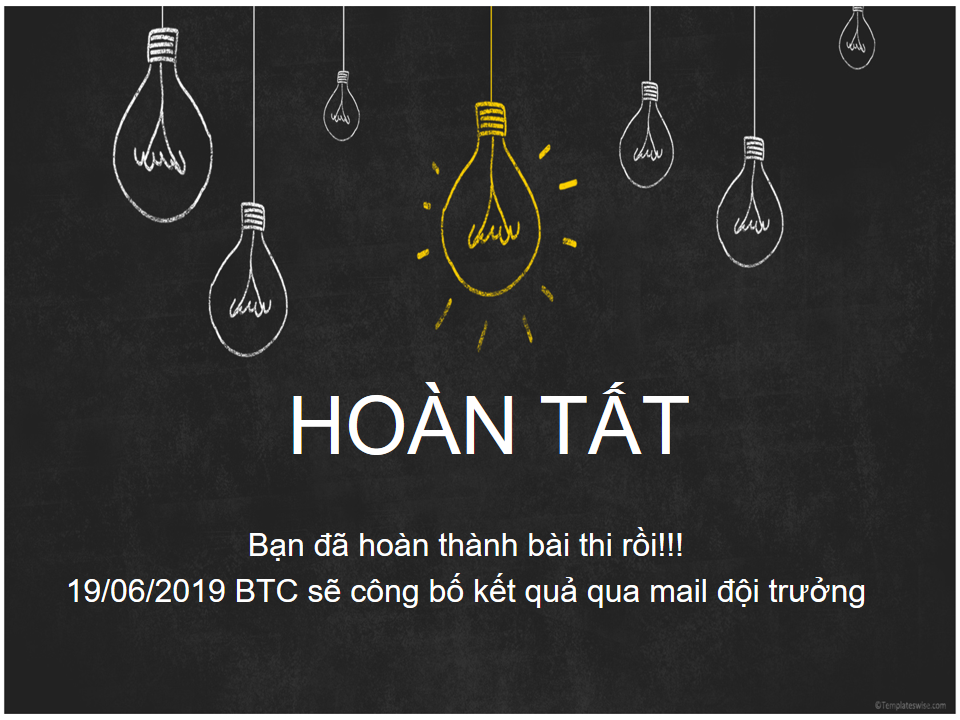 HOÀN TẤT
Bạn đã hoàn thành bài thi rồi!!!
19/06/2019 BTC sẽ công bố kết quả qua mail đội trưởng
©Templateswise.com